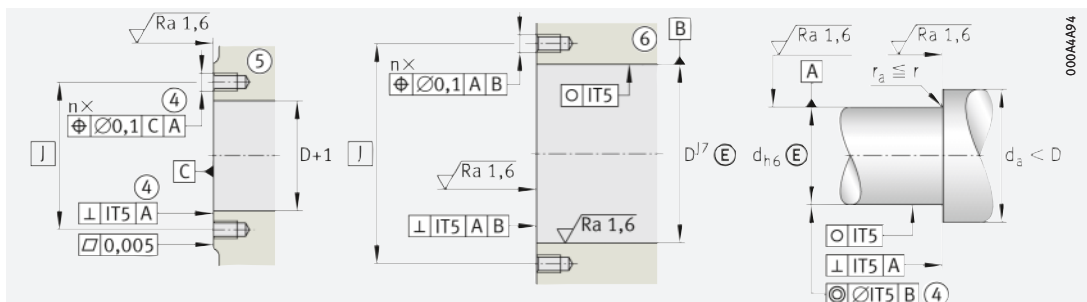 Ra 1,6
5
n×
4
⌖ ∅0,1 C A
J
D+1
C
4
⟂ IT5 A
⏥ 0,005
6
B
n×
⌖ ∅0,1 A B
○ IT5
J
D J7 E
Ra 1,6
⟂ IT5 A B
Ra 1,6
Ra 1,6
Ra 1,6
A
rₐ ≦ r
d h6 E
dₐ < D
○ IT5
⟂ IT5 A
◎ ∅IT5 B 4
000A4A94